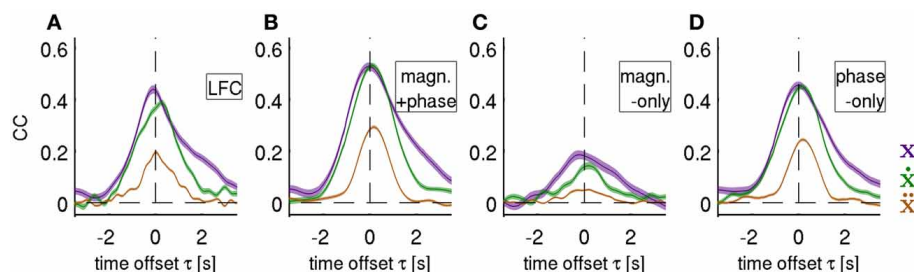 A
B
C
D
0.6
0.4
0.2
0
CC
LFC
-2 0 2
time offset τ [s]
0.6
0.4
0.2
0
magn.
+phase
-2 0 2
time offset τ [s]
0.6
0.4
0.2
0
magn.
-only
-2 0 2
time offset τ [s]
0.6
0.4
0.2
0
phase
-only
-2 0 2
time offset τ [s]
x
ẋ
ẍ